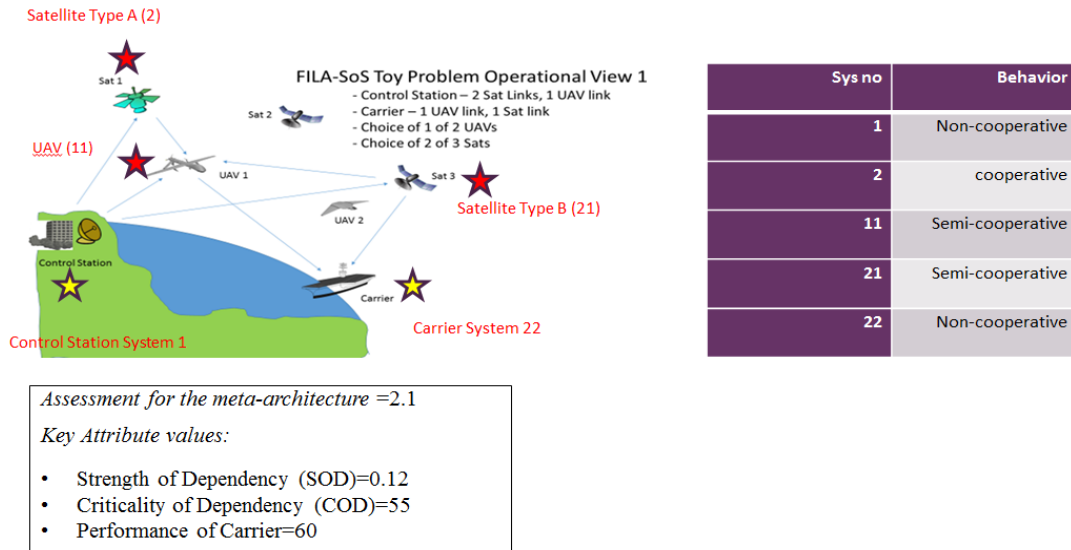 Satellite Type A (2)
Sat 1
FILA-SoS Toy Problem Operational View 1
- Control Station – 2 Sat Links, 1 UAV link
- Carrier – 1 UAV link, 1 Sat link
- Choice of 1 of 2 UAVs
- Choice of 2 of 3 Sats
Sat 2
UAV (11)
UAV 1
Sat 3
UAV 2
Satellite Type B (21)
Control Station
Carrier
Carrier System 22
Control Station System 1
Sys no Behavior
1 Non-cooperative
2 cooperative
11 Semi-cooperative
21 Semi-cooperative
22 Non-cooperative
Assessment for the meta-architecture =2.1
Key Attribute values:
• Strength of Dependency (SOD)=0.12
• Criticality of Dependency (COD)=55
• Performance of Carrier=60